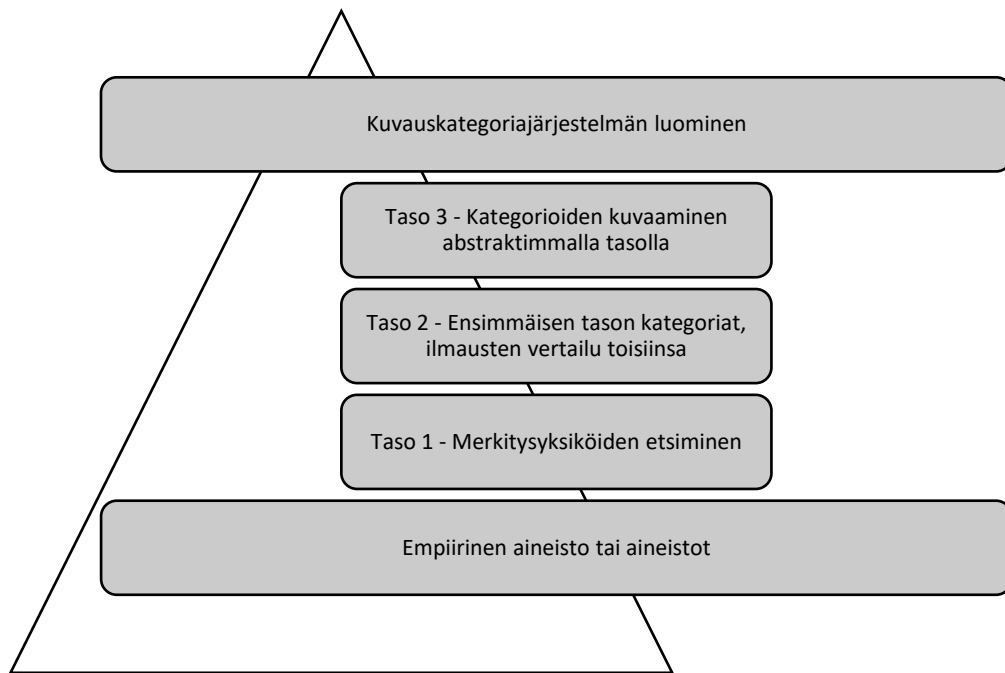 Kuvauskategoriajärjestelmän luominen
Taso 3 - Kategorioiden kuvaaminen
abstraktimmalla tasolla
Taso 2 - Ensimmäisen tason kategoriat,
ilmausten vertailu toisiinsa
Taso 1 - Merkitysyksiköiden etsiminen
Empiirinen aineisto tai aineistot